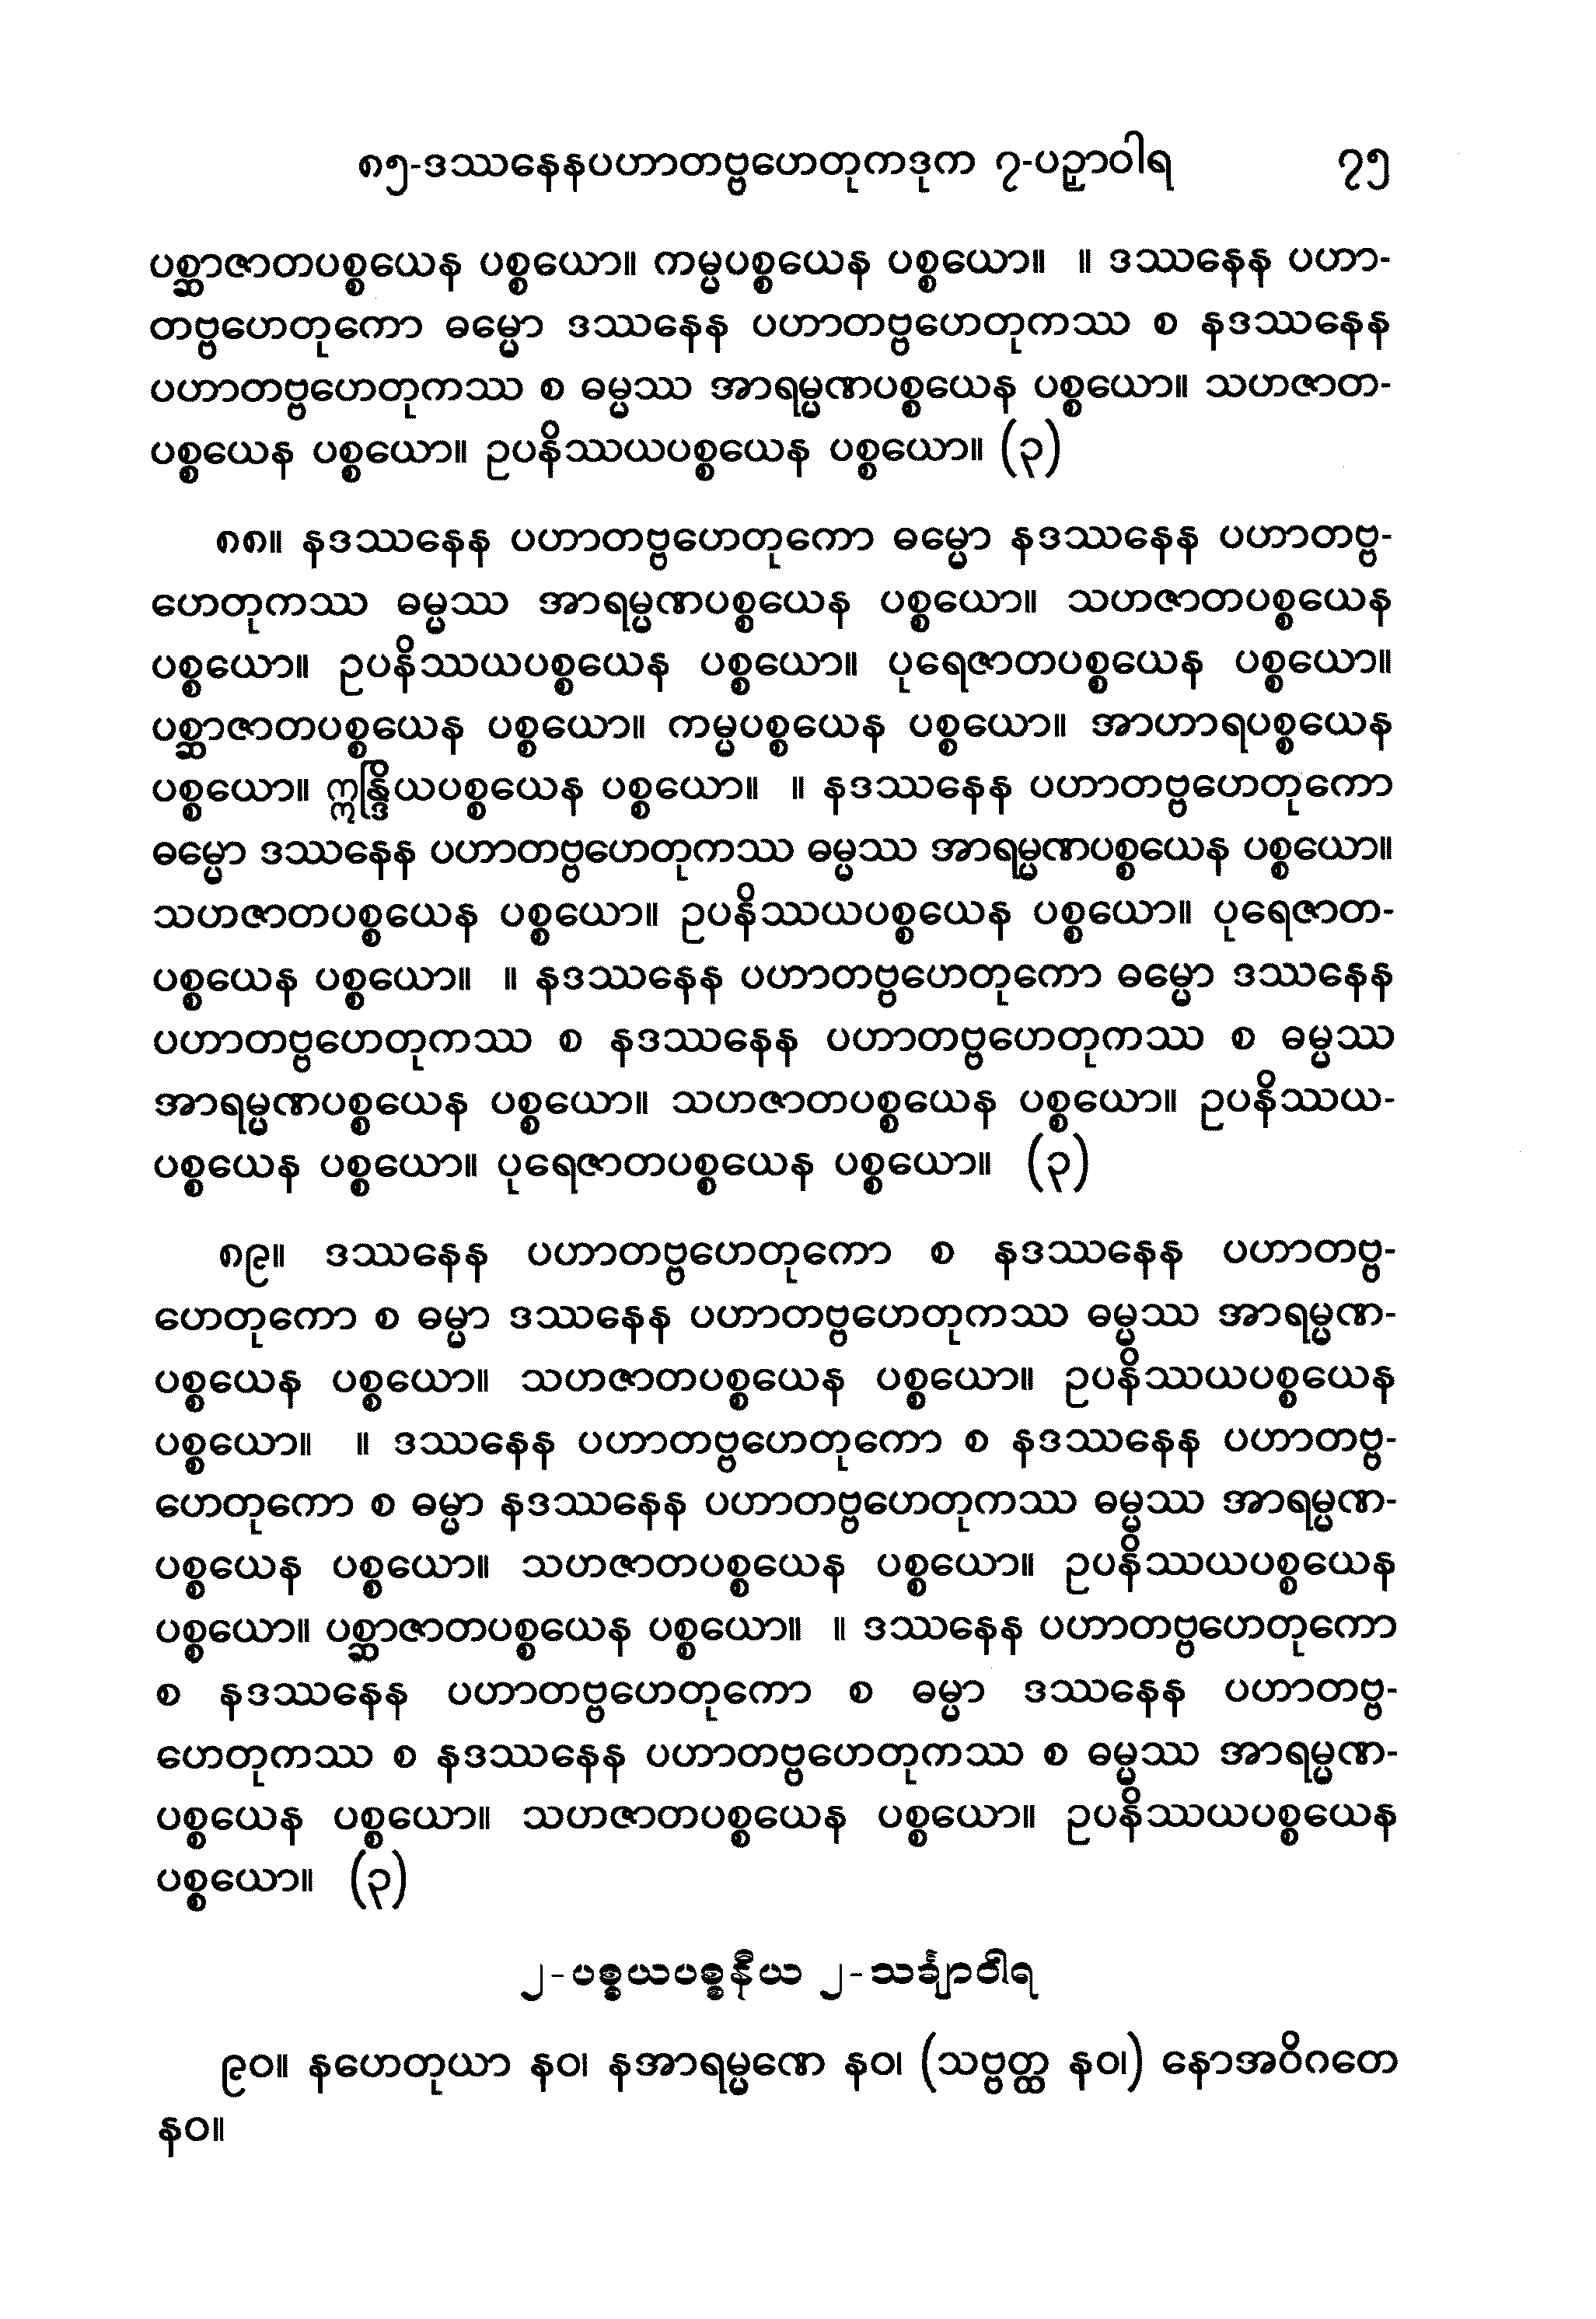 ၈၅-ဒဿနေနပဟာတဗ္ဗဟေတုကဒုက ၇-ပဉှာဝါရ ၇၅
ပစ္ဆာဇာတပစ္စယေန ပစ္စယော။ ကမ္မပစ္စယေန ပစ္စယော။ ။ ဒဿနေန ပဟာ-
တဗ္ဗဟေတုကော ဓမ္မော ဒဿနေန ပဟာတဗ္ဗဟေတုကဿ စ နဒဿနေန
ပဟာတဗ္ဗဟေတုကဿ စ ဓမ္မဿ အာရမ္မဏပစ္စယေန ပစ္စယော။ သဟဇာတ-
ပစ္စယေန ပစ္စယော။ ဥပနိဿယပစ္စယေန ပစ္စယော။ (၃)
၈၈။ နဒဿနေန ပဟာတဗ္ဗဟေတုကော ဓမ္မော နဒဿနေန ပဟာတဗ္ဗ-
ဟေတုကဿ ဓမ္မဿ အာရမ္မဏပစ္စယေန ပစ္စယော။ သဟဇာတပစ္စယေန
ပစ္စယော။ ဥပနိဿယပစ္စယေန ပစ္စယော။ ပုရေဇာတပစ္စယေန ပစ္စယော။
ပစ္ဆာဇာတပစ္စယေန ပစ္စယော။ ကမ္မပစ္စယေန ပစ္စယော။ အာဟာရပစ္စယေန
ပစ္စယော။ ဣန္ဒြိယပစ္စယေန ပစ္စယော။ ။ နဒဿနေန ပဟာတဗ္ဗဟေတုကော
ဓမ္မော ဒဿနေန ပဟာတဗ္ဗဟေတုကဿ ဓမ္မဿ အာရမ္မဏပစ္စယေန ပစ္စယော။
သဟဇာတပစ္စယေန ပစ္စယော။ ဥပနိဿယပစ္စယေန ပစ္စယော။ ပုရေဇာတ-
ပစ္စယေန ပစ္စယော။ ။ နဒဿနေန ပဟာတဗ္ဗဟေတုကော ဓမ္မော ဒဿနေန
ပဟာတဗ္ဗဟေတုကဿ စ နဒဿနေန ပဟာတဗ္ဗဟေတုကဿ စ ဓမ္မဿ
အာရမ္မဏပစ္စယေန ပစ္စယော။ သဟဇာတပစ္စယေန ပစ္စယော။ ဥပနိဿယ-
ပစ္စယေန ပစ္စယော။ ပုရေဇာတပစ္စယေန ပစ္စယော။ (၃)
၈၉။ ဒဿနေန ပဟာတဗ္ဗဟေတုကော စ နဒဿနေန ပဟာတဗ္ဗ-
ဟေတုကော စ ဓမ္မာ ဒဿနေန ပဟာတဗ္ဗဟေတုကဿ ဓမ္မဿ အာရမ္မဏ-
ပစ္စယေန ပစ္စယော။ သဟဇာတပစ္စယေန ပစ္စယော။ ဥပနိဿယပစ္စယေန
ပစ္စယော။ ။ ဒဿနေန ပဟာတဗ္ဗဟေတုကော စ နဒဿနေန ပဟာတဗ္ဗ-
ဟေတုကော စ ဓမ္မာ နဒဿနေန ပဟာတဗ္ဗဟေတုကဿ ဓမ္မဿ အာရမ္မဏ-
ပစ္စယေန ပစ္စယော။ သဟဇာတပစ္စယေန ပစ္စယော။ ဥပနိဿယပစ္စယေန
ပစ္စယော။ ပစ္ဆာဇာတပစ္စယေန ပစ္စယော။ ။ ဒဿနေန ပဟာတဗ္ဗဟေတုကော
စ နဒဿနေန ပဟာတဗ္ဗဟေတုကော စ ဓမ္မာ ဒဿနေန ပဟာတဗ္ဗ-
ဟေတုကဿ စ နဒဿနေန ပဟာတဗ္ဗဟေတုကဿ စ ဓမ္မဿ အာရမ္မဏ-
ပစ္စယေန ပစ္စယော။ သဟဇာတပစ္စယေန ပစ္စယော။ ဥပနိဿယပစ္စယေန
ပစ္စယော။ (၃)
၂-ပစ္စယပစ္စနီယ ၂-သင်္ချာဝါရ
၉၀။ နဟေတုယာ နဝ၊ နအာရမ္မဏေ နဝ၊ (သဗ္ဗတ္ထ နဝ၊) နောအဝိဂတေ
နဝ။